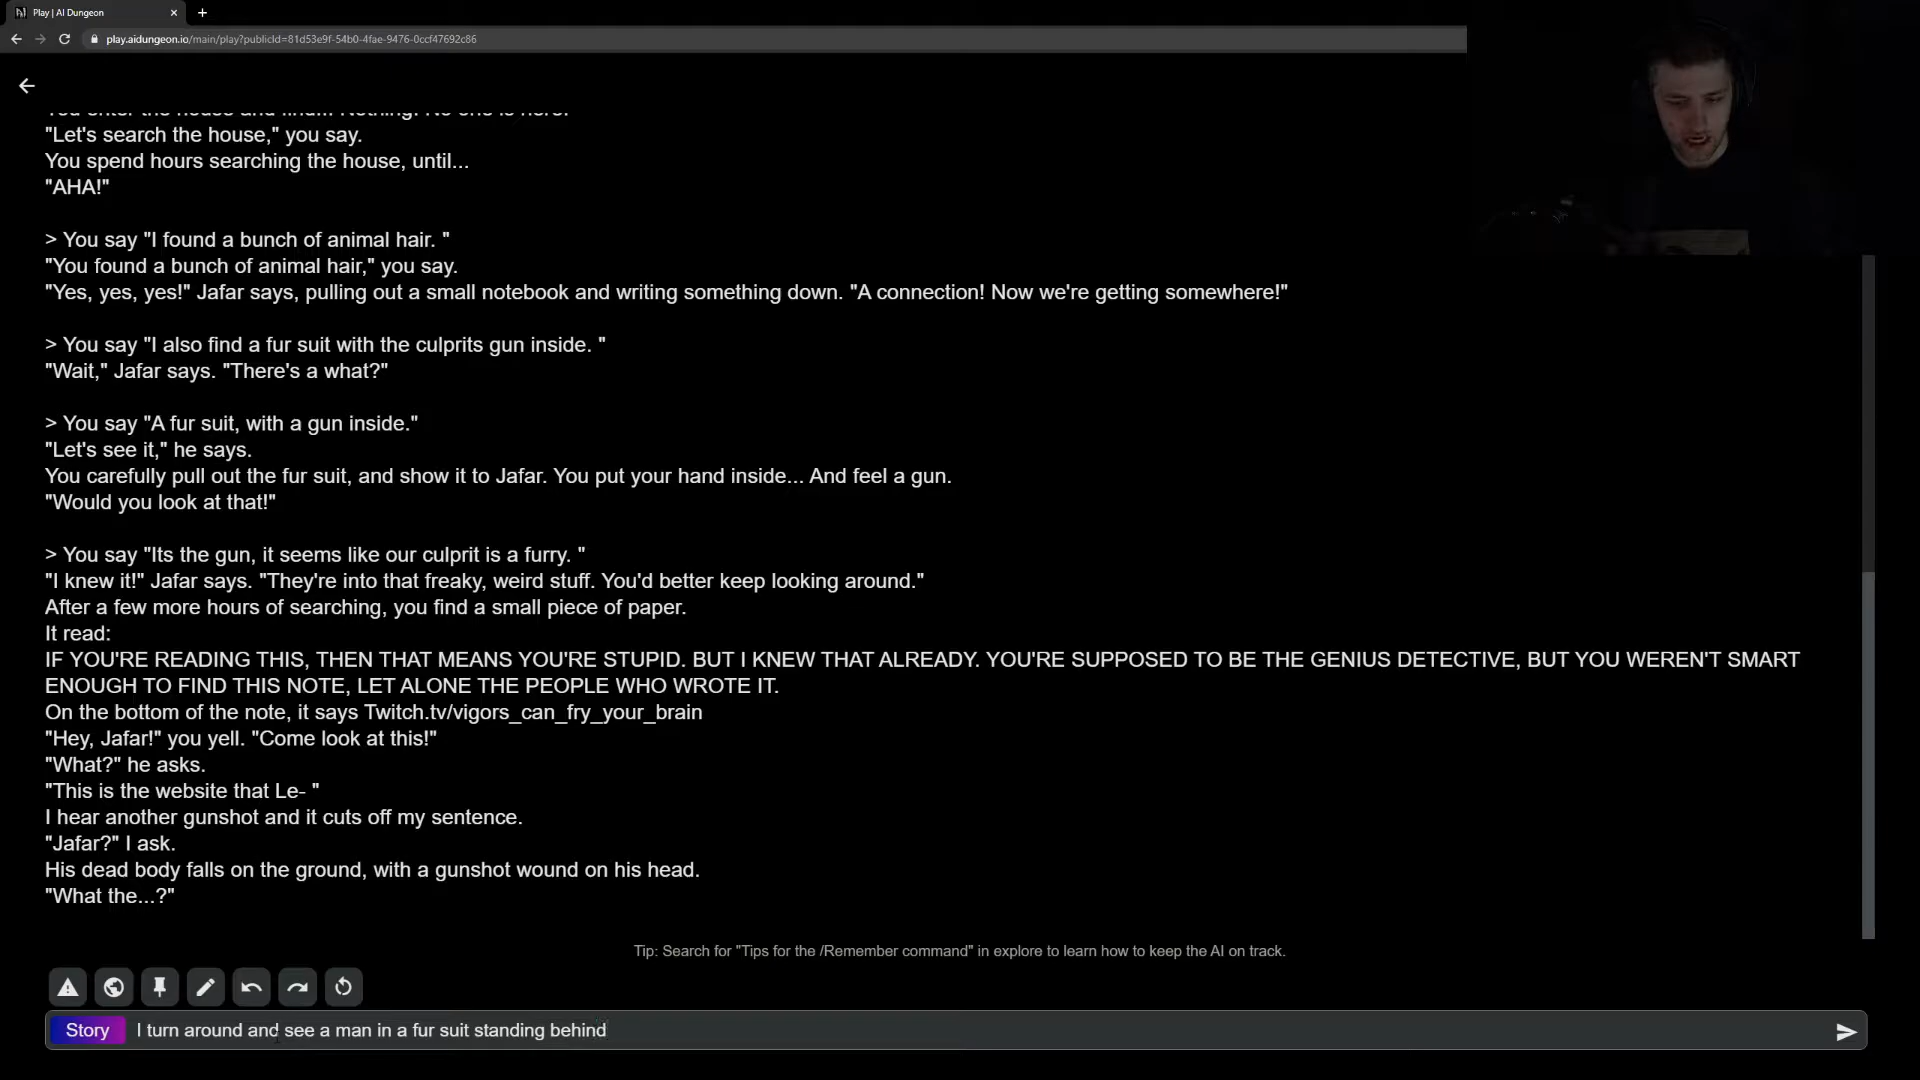 Play | AI Dungeon
play.aidungeon.io/main/play?publicId=81d53e9f-54b0-4fae-9476-0ccf47692c86
You enter the house and find... Nothing. No one is here.
"Let's search the house," you say.
You spend hours searching the house, until...
"AHA!"
> You say "I found a bunch of animal hair. "
"You found a bunch of animal hair," you say.
"Yes, yes, yes!" Jafar says, pulling out a small notebook and writing something down. "A connection! Now we're getting somewhere!"
> You say "I also find a fur suit with the culprits gun inside. "
"Wait," Jafar says. "There's a what?"
> You say "A fur suit, with a gun inside."
"Let's see it," he says.
You carefully pull out the fur suit, and show it to Jafar. You put your hand inside... And feel a gun.
"Would you look at that!"
> You say "Its the gun, it seems like our culprit is a furry. "
"I knew it!" Jafar says. "They're into that freaky, weird stuff. You'd better keep looking around."
After a few more hours of searching, you find a small piece of paper.
It read:
IF YOU'RE READING THIS, THEN THAT MEANS YOU'RE STUPID. BUT I KNEW THAT ALREADY. YOU'RE SUPPOSED TO BE THE GENIUS DETECTIVE, BUT YOU WEREN'T SMART
ENOUGH TO FIND THIS NOTE, LET ALONE THE PEOPLE WHO WROTE IT.
On the bottom of the note, it says Twitch.tv/vigors_can_fry_your_brain
"Hey, Jafar!" you yell. "Come look at this!"
"What?" he asks.
"This is the website that Le- "
I hear another gunshot and it cuts off my sentence.
"Jafar?" I ask.
His dead body falls on the ground, with a gunshot wound on his head.
"What the...?"
Tip: Search for "Tips for the /Remember command" in explore to learn how to keep the AI on track.
Story I turn around and see a man in a fur suit standing behind